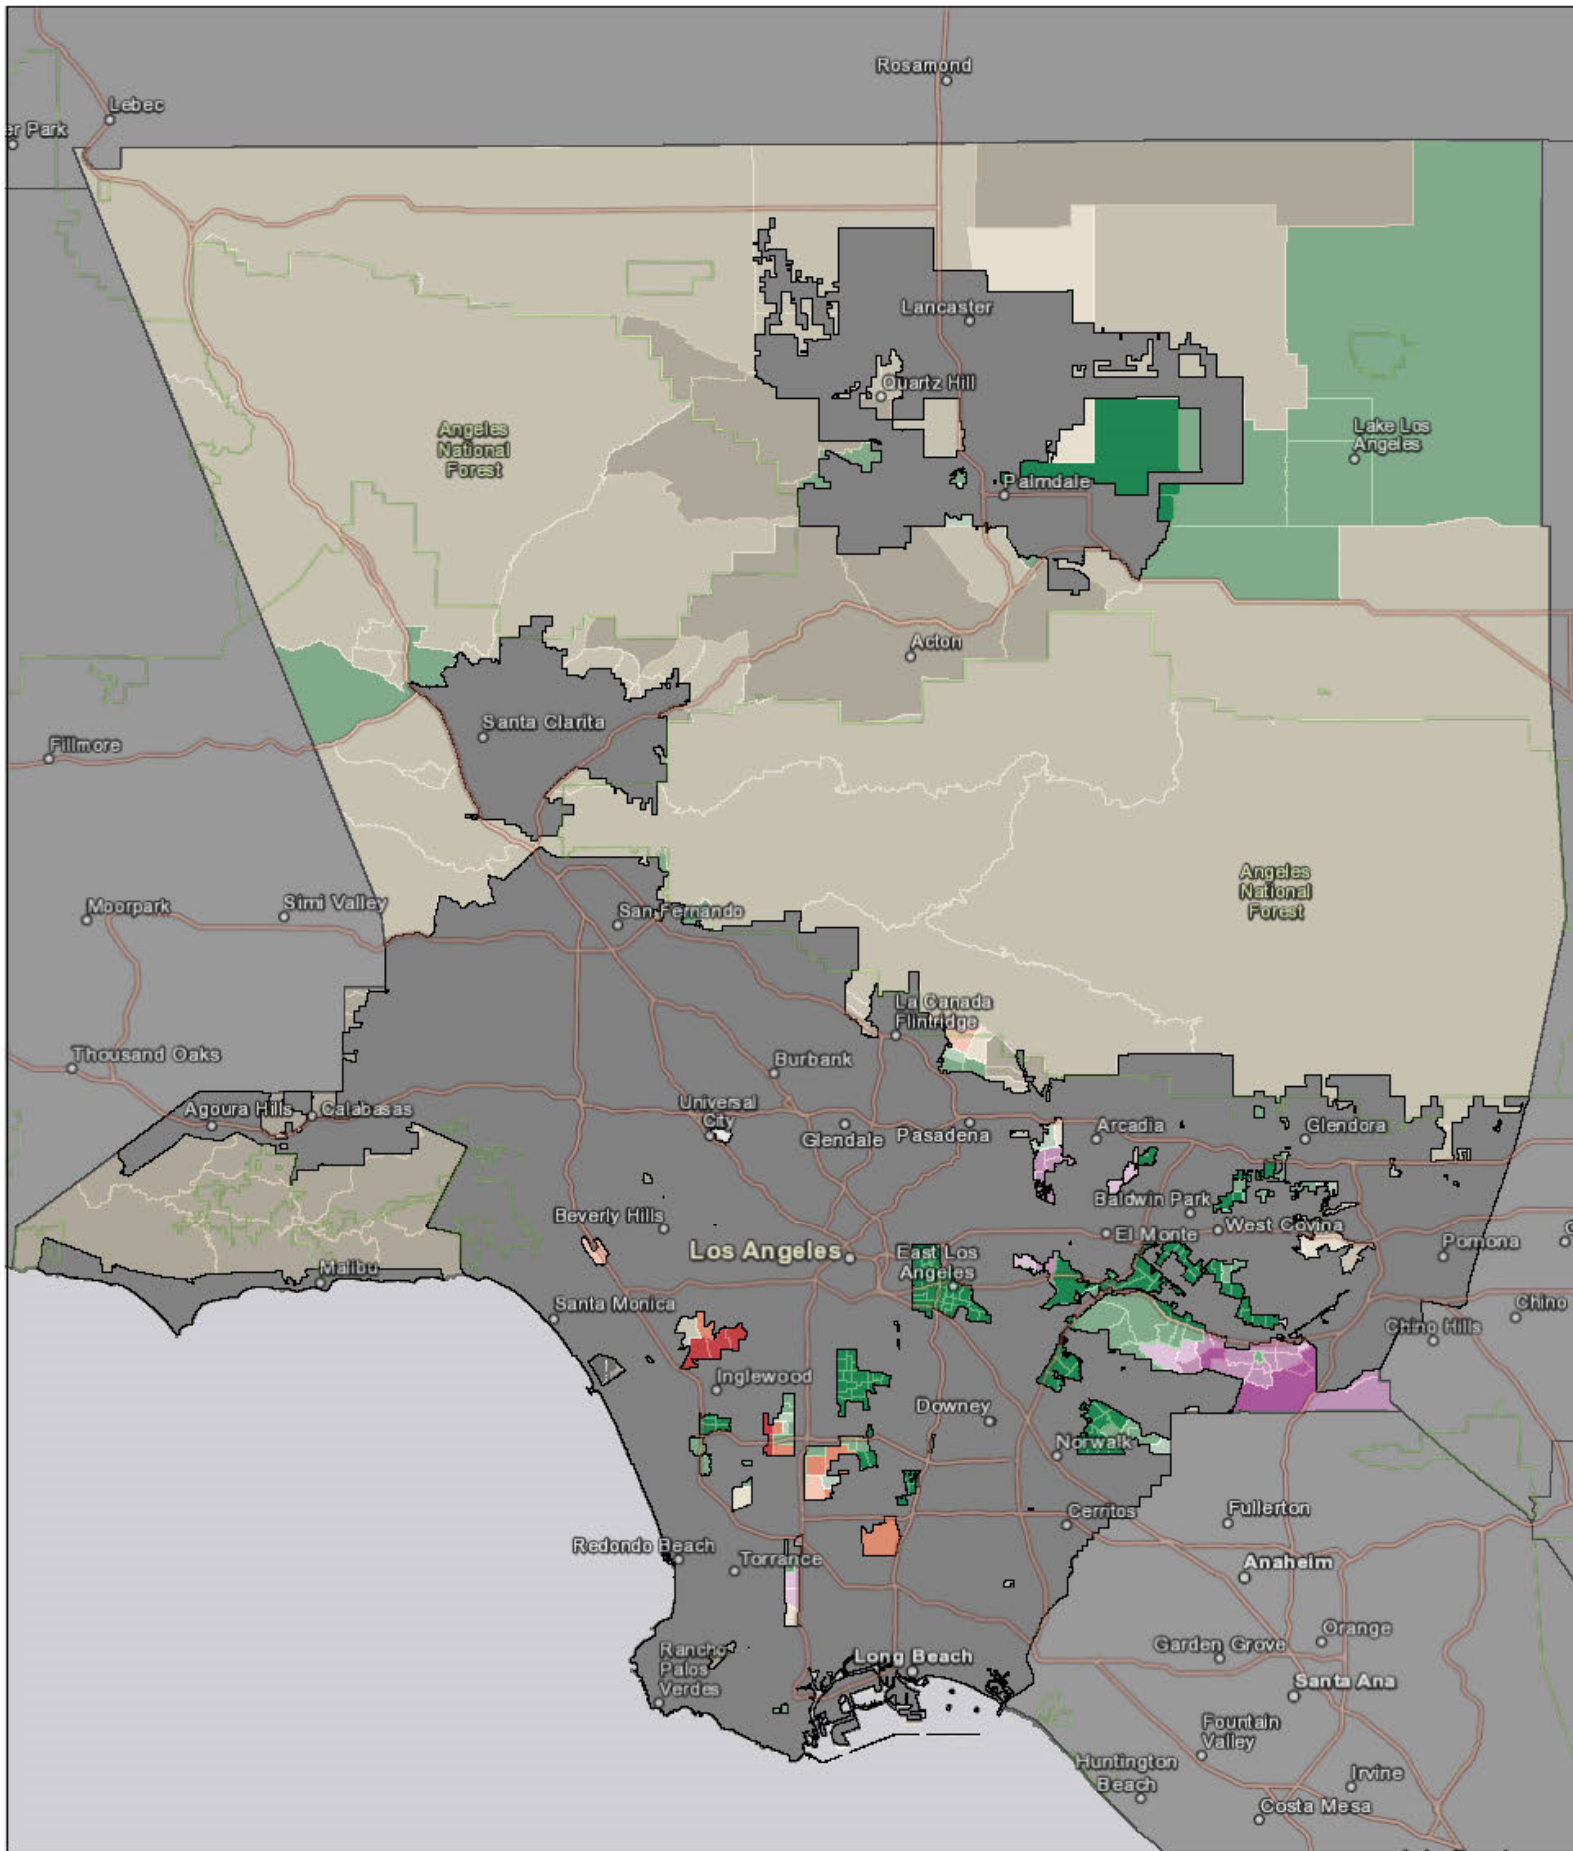 Rosamond
Lebec
er Park
Lancaster
Quartz Hill
Angeles
National
Forest
Lake Los
Angeles
Palmdale
Acton
Santa Clarita
Fillmore
Angeles
National
Forest
Moorpark
Simi Valley
San Fernando
La Canada
Flintridge
Thousand Oaks
Burbank
Agoura Hills
Calabasas
Universal
City
Glendale
Pasadena
Arcadia
Glendora
Baldwin Park
Beverly Hills
El Monte
West Covina
Pomona
Los Angeles
East Los
Angeles
Malibu
Santa Monica
Chino
Chino Hills
Inglewood
Downey
Norwalk
Cerritos
Fullerton
Redondo Beach
Torrance
Anaheim
Rancho
Palos
Verdes
Long Beach
Garden Grove
Orange
Santa Ana
Fountain
Valley
Huntington
Beach
Irvine
Costa Mesa